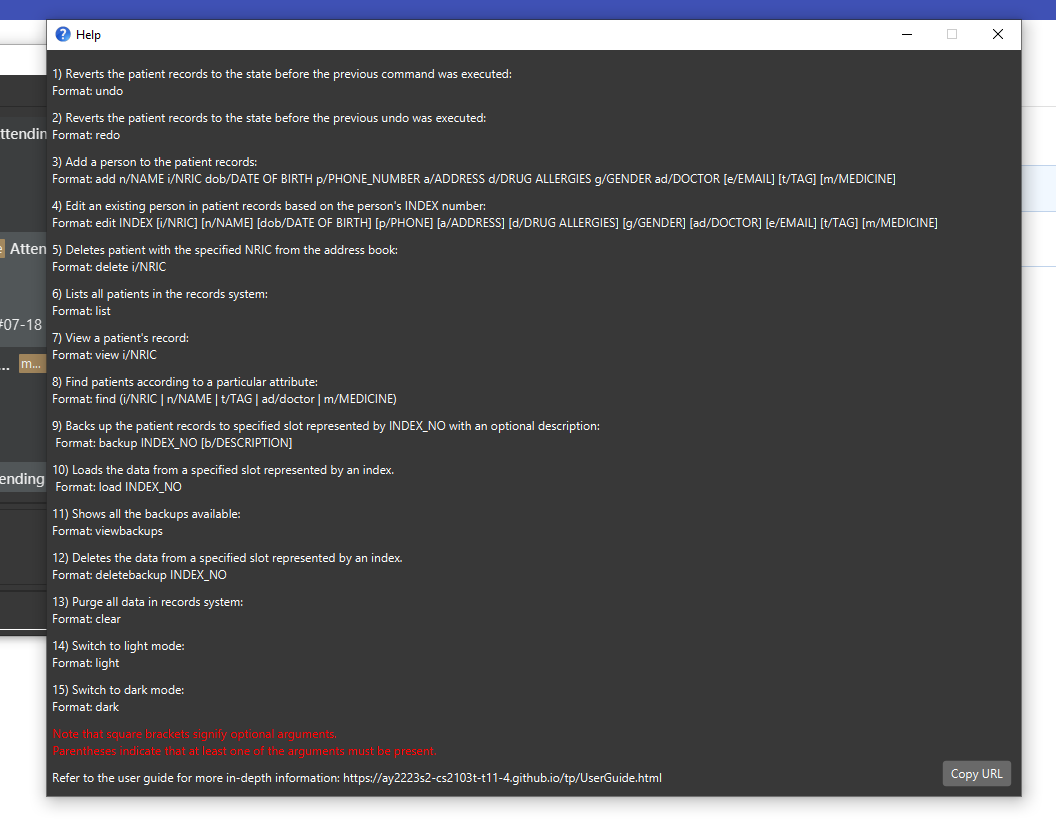 Help
1) Reverts the patient records to the state before the previous command was executed:
Format: undo
2) Reverts the patient records to the state before the previous undo was executed:
Format: redo
3) Add a person to the patient records:
Format: add n/NAME i/NRIC dob/DATE OF BIRTH p/PHONE_NUMBER a/ADDRESS d/DRUG ALLERGIES g/GENDER ad/DOCTOR [e/EMAIL] [t/TAG] [m/MEDICINE]
4) Edit an existing person in patient records based on the person's INDEX number:
Format: edit INDEX [i/NRIC] [n/NAME] [dob/DATE OF BIRTH] [p/PHONE] [a/ADDRESS] [d/DRUG ALLERGIES] [g/GENDER] [ad/DOCTOR] [e/EMAIL] [t/TAG] [m/MEDICINE]
5) Deletes patient with the specified NRIC from the address book:
Format: delete i/NRIC
6) Lists all patients in the records system:
Format: list
7) View a patient's record:
Format: view i/NRIC
8) Find patients according to a particular attribute:
Format: find (i/NRIC | n/NAME | t/TAG | ad/doctor | m/MEDICINE)
9) Backs up the patient records to specified slot represented by INDEX_NO with an optional description:
Format: backup INDEX_NO [b/DESCRIPTION]
10) Loads the data from a specified slot represented by an index.
Format: load INDEX_NO
11) Shows all the backups available:
Format: viewbackups
12) Deletes the data from a specified slot represented by an index.
Format: deletebackup INDEX_NO
13) Purge all data in records system:
Format: clear
14) Switch to light mode:
Format: light
15) Switch to dark mode:
Format: dark
Note that square brackets signify optional arguments.
Parentheses indicate that at least one of the arguments must be present.
Refer to the user guide for more in-depth information: https://ay2223s2-cs2103t-t11-4.github.io/tp/UserGuide.html
Copy URL
ttendin
Atten
#07-18
... m...
ending